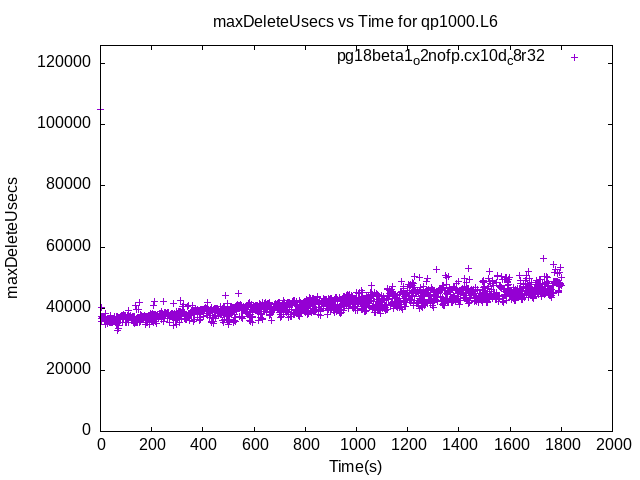 maxDeleteUsecs vs Time for qp1000.L6
pg18beta1_o2nofp.cx10d_c8r32
120000
100000
80000
60000
40000
20000
0
maxDeleteUsecs
0 200 400 600 800 1000 1200 1400 1600 1800 2000
Time(s)